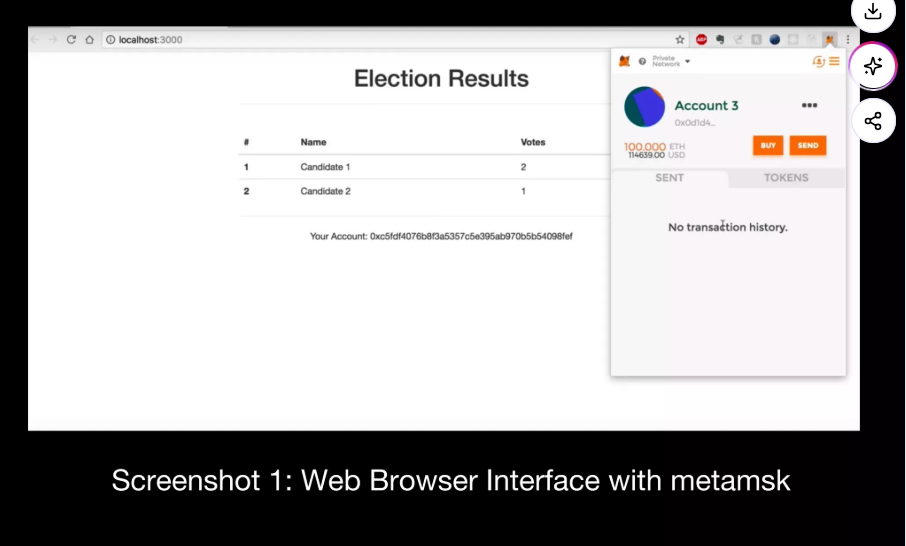 localhost:3000
ABP
Election Results
# Name Votes
1 Candidate 1 2
2 Candidate 2 1
Your Account: 0xc5fdf4076b8f3a5357c5e395ab970b5b54098fef
Private
Network
Account 3
0x0d1d4...
100.000 ETH
114639.00 USD
BUY SEND
SENT TOKENS
No transaction history.
Screenshot 1: Web Browser Interface with metamsk